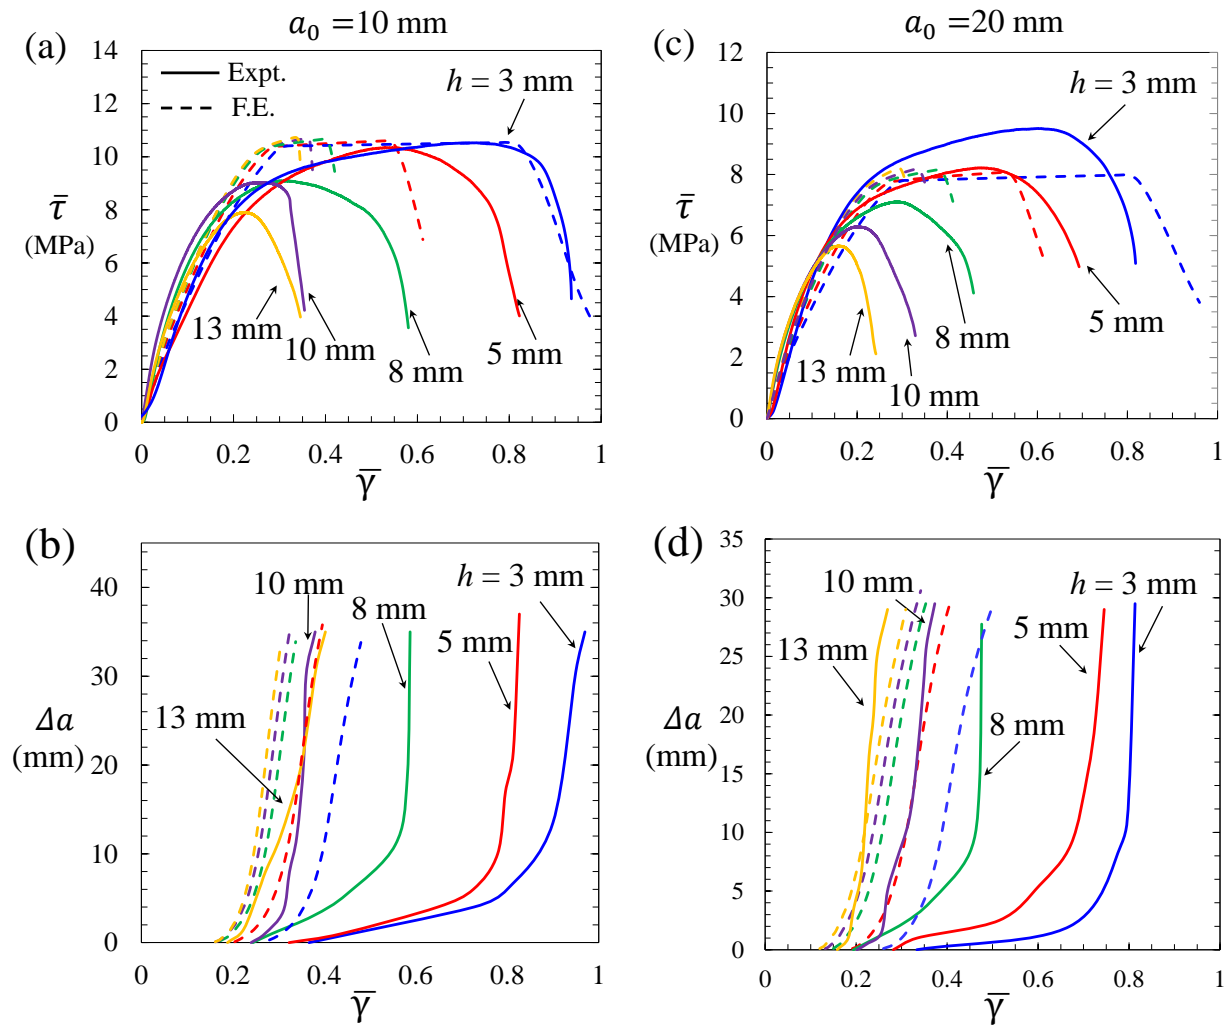 (a)
a₀ =10 mm
14
12
10
8
6
4
2
0
τ̅
(MPa)
Expt.
F.E.
h = 3 mm
13 mm
10 mm
8 mm
5 mm
0
0.2
0.4
0.6
0.8
1
γ̅
(c)
a₀ =20 mm
12
10
8
6
4
2
0
τ̅
(MPa)
h = 3 mm
13 mm
10 mm
8 mm
5 mm
0
0.2
0.4
0.6
0.8
1
γ̅
(b)
40
30
20
10
0
Δa
(mm)
10 mm
8 mm
h = 3 mm
5 mm
13 mm
0
0.2
0.4
0.6
0.8
1
γ̅
(d)
35
30
25
20
15
10
5
0
Δa
(mm)
10 mm
h = 3 mm
5 mm
13 mm
8 mm
0
0.2
0.4
0.6
0.8
1
γ̅